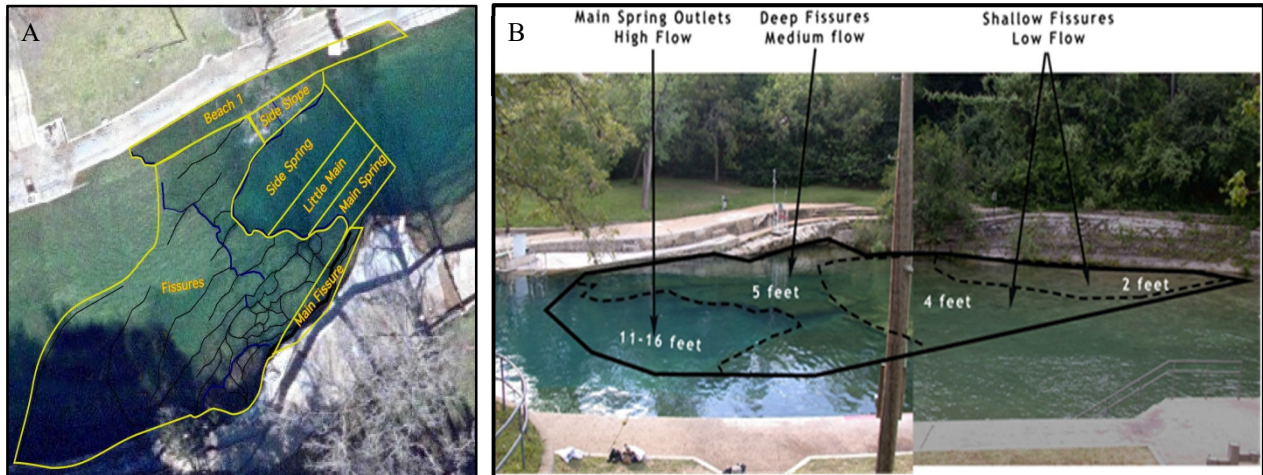 A
Beach 1
Side Slope
Side Spring
Little Main
Main Spring
Fissures
Main Fissure
B
Main Spring Outlets
High Flow
Deep Fissures
Medium flow
Shallow Fissures
Low Flow
5 feet
4 feet
2 feet
11-16 feet